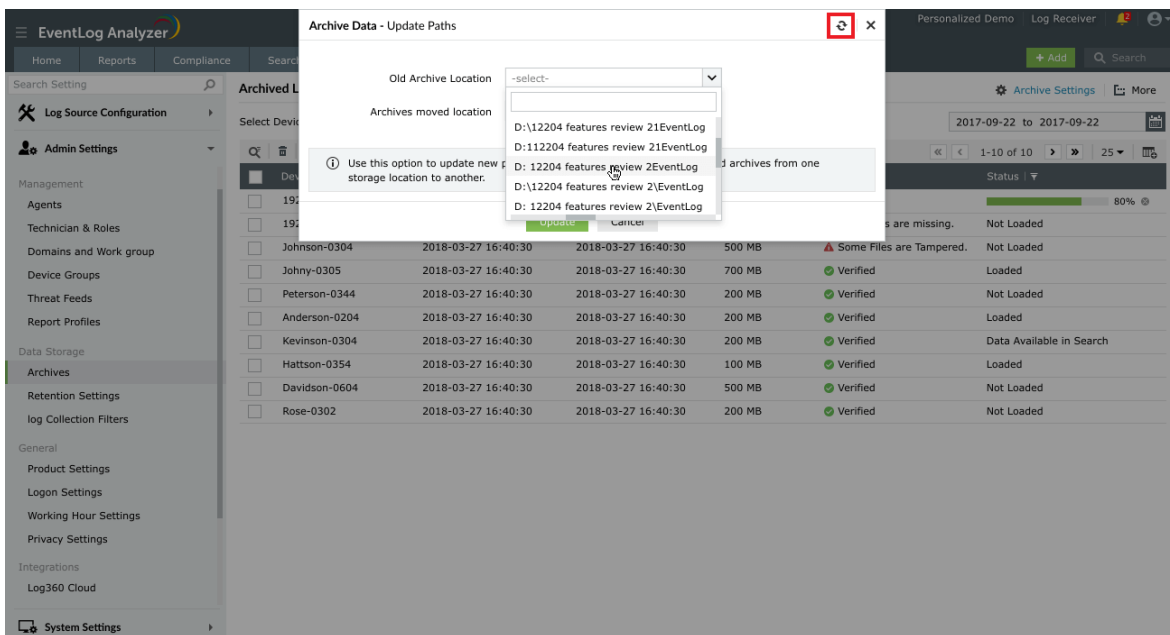 EventLog Analyzer
Personalized Demo Log Receiver 2
Home Reports Compliance Search
+ Add Search
Archive Data - Update Paths
Old Archive Location -select-
Archives moved location
D:\12204 features review 21EventLog
D:112204 features review 21EventLog
D: 12204 features review 2EventLog
D:\12204 features review 2\EventLog
D: 12204 features review 2\EventLog
Use this option to update new d archives from one
storage location to another.
Update Cancel
Search Setting
Log Source Configuration
Admin Settings
Management
Agents
Technician & Roles
Domains and Work group
Device Groups
Threat Feeds
Report Profiles
Data Storage
Archives
Retention Settings
log Collection Filters
General
Product Settings
Logon Settings
Working Hour Settings
Privacy Settings
Integrations
Log360 Cloud
System Settings
Archived L
Archive Settings More
Select Devic 2017-09-22 to 2017-09-22
1-10 of 10 25
Dev Status
192 80%
192 s are missing. Not Loaded
Johnson-0304 2018-03-27 16:40:30 2018-03-27 16:40:30 500 MB Some Files are Tampered. Not Loaded
Johny-0305 2018-03-27 16:40:30 2018-03-27 16:40:30 700 MB Verified Loaded
Peterson-0344 2018-03-27 16:40:30 2018-03-27 16:40:30 200 MB Verified Not Loaded
Anderson-0204 2018-03-27 16:40:30 2018-03-27 16:40:30 200 MB Verified Loaded
Kevinson-0304 2018-03-27 16:40:30 2018-03-27 16:40:30 200 MB Verified Data Available in Search
Hattson-0354 2018-03-27 16:40:30 2018-03-27 16:40:30 100 MB Verified Loaded
Davidson-0604 2018-03-27 16:40:30 2018-03-27 16:40:30 500 MB Verified Not Loaded
Rose-0302 2018-03-27 16:40:30 2018-03-27 16:40:30 200 MB Verified Not Loaded